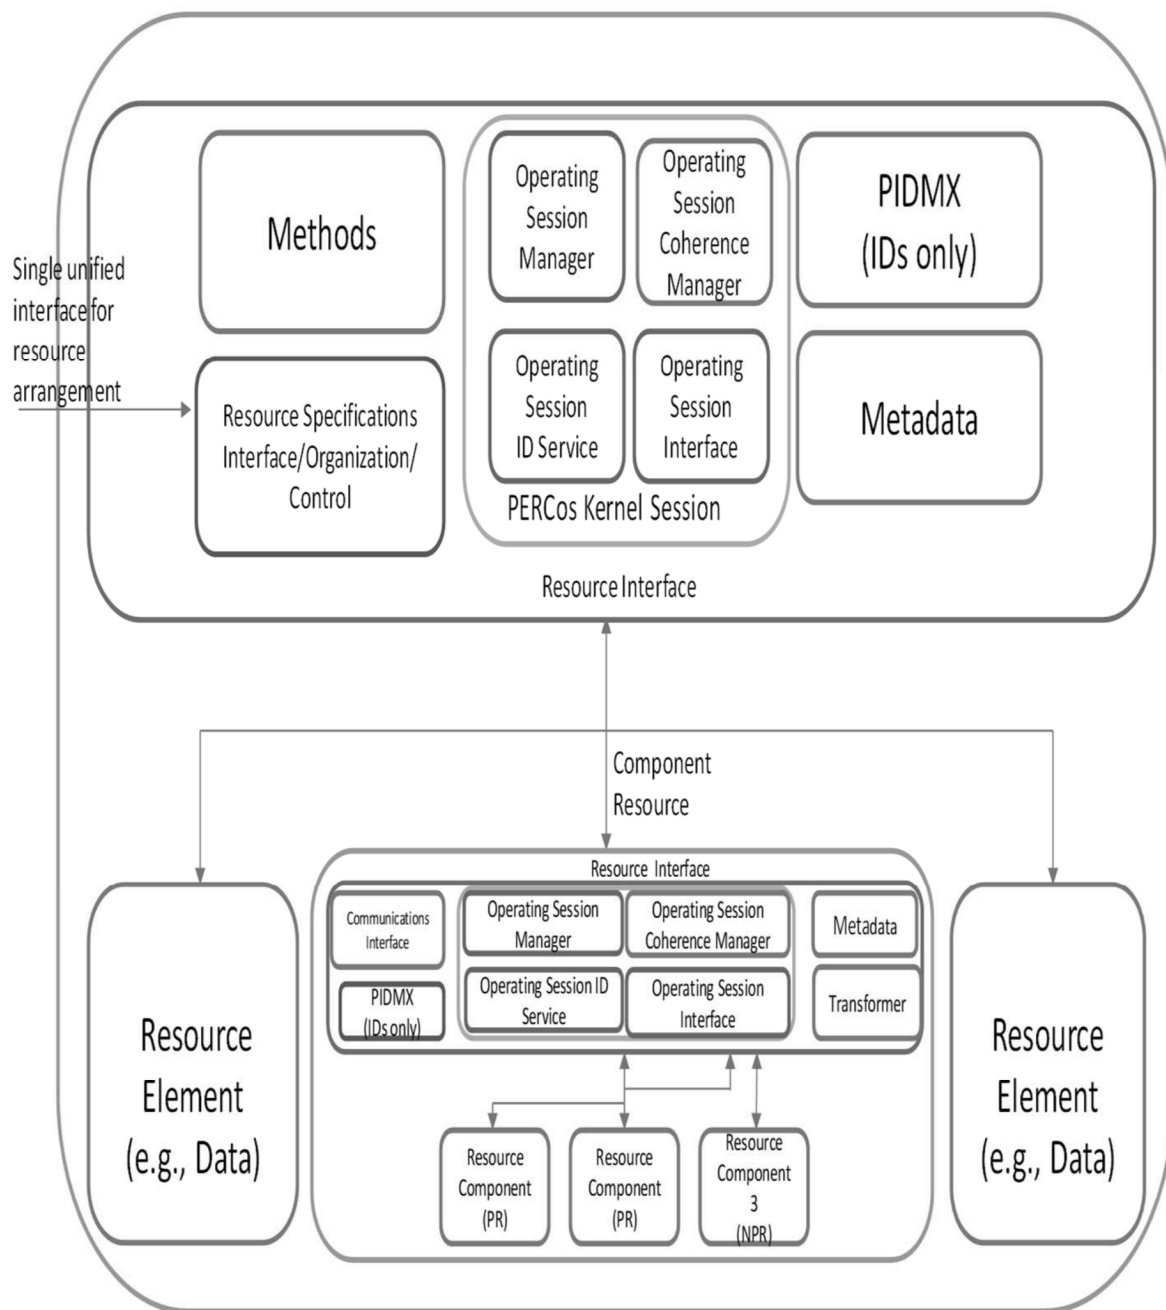 Single unified
interface for
resource
arrangement
Methods
Resource Specifications
Interface/Organization/
Control
Operating
Session
Manager
Operating
Session
Coherence
Manager
Operating
Session
ID Service
Operating
Session
Interface
PERCos Kernel Session
PIDMX
(IDs only)
Metadata
Resource Interface
Component
Resource
Resource Element
(e.g., Data)
Resource Interface
Communications
Interface
PIDMX
(IDs only)
Operating Session
Manager
Operating Session
Coherence Manager
Operating Session ID
Service
Operating Session
Interface
Metadata
Transformer
Resource
Component
(PR)
Resource
Component
(PR)
Resource
Component
3
(NPR)
Resource
Element
(e.g., Data)